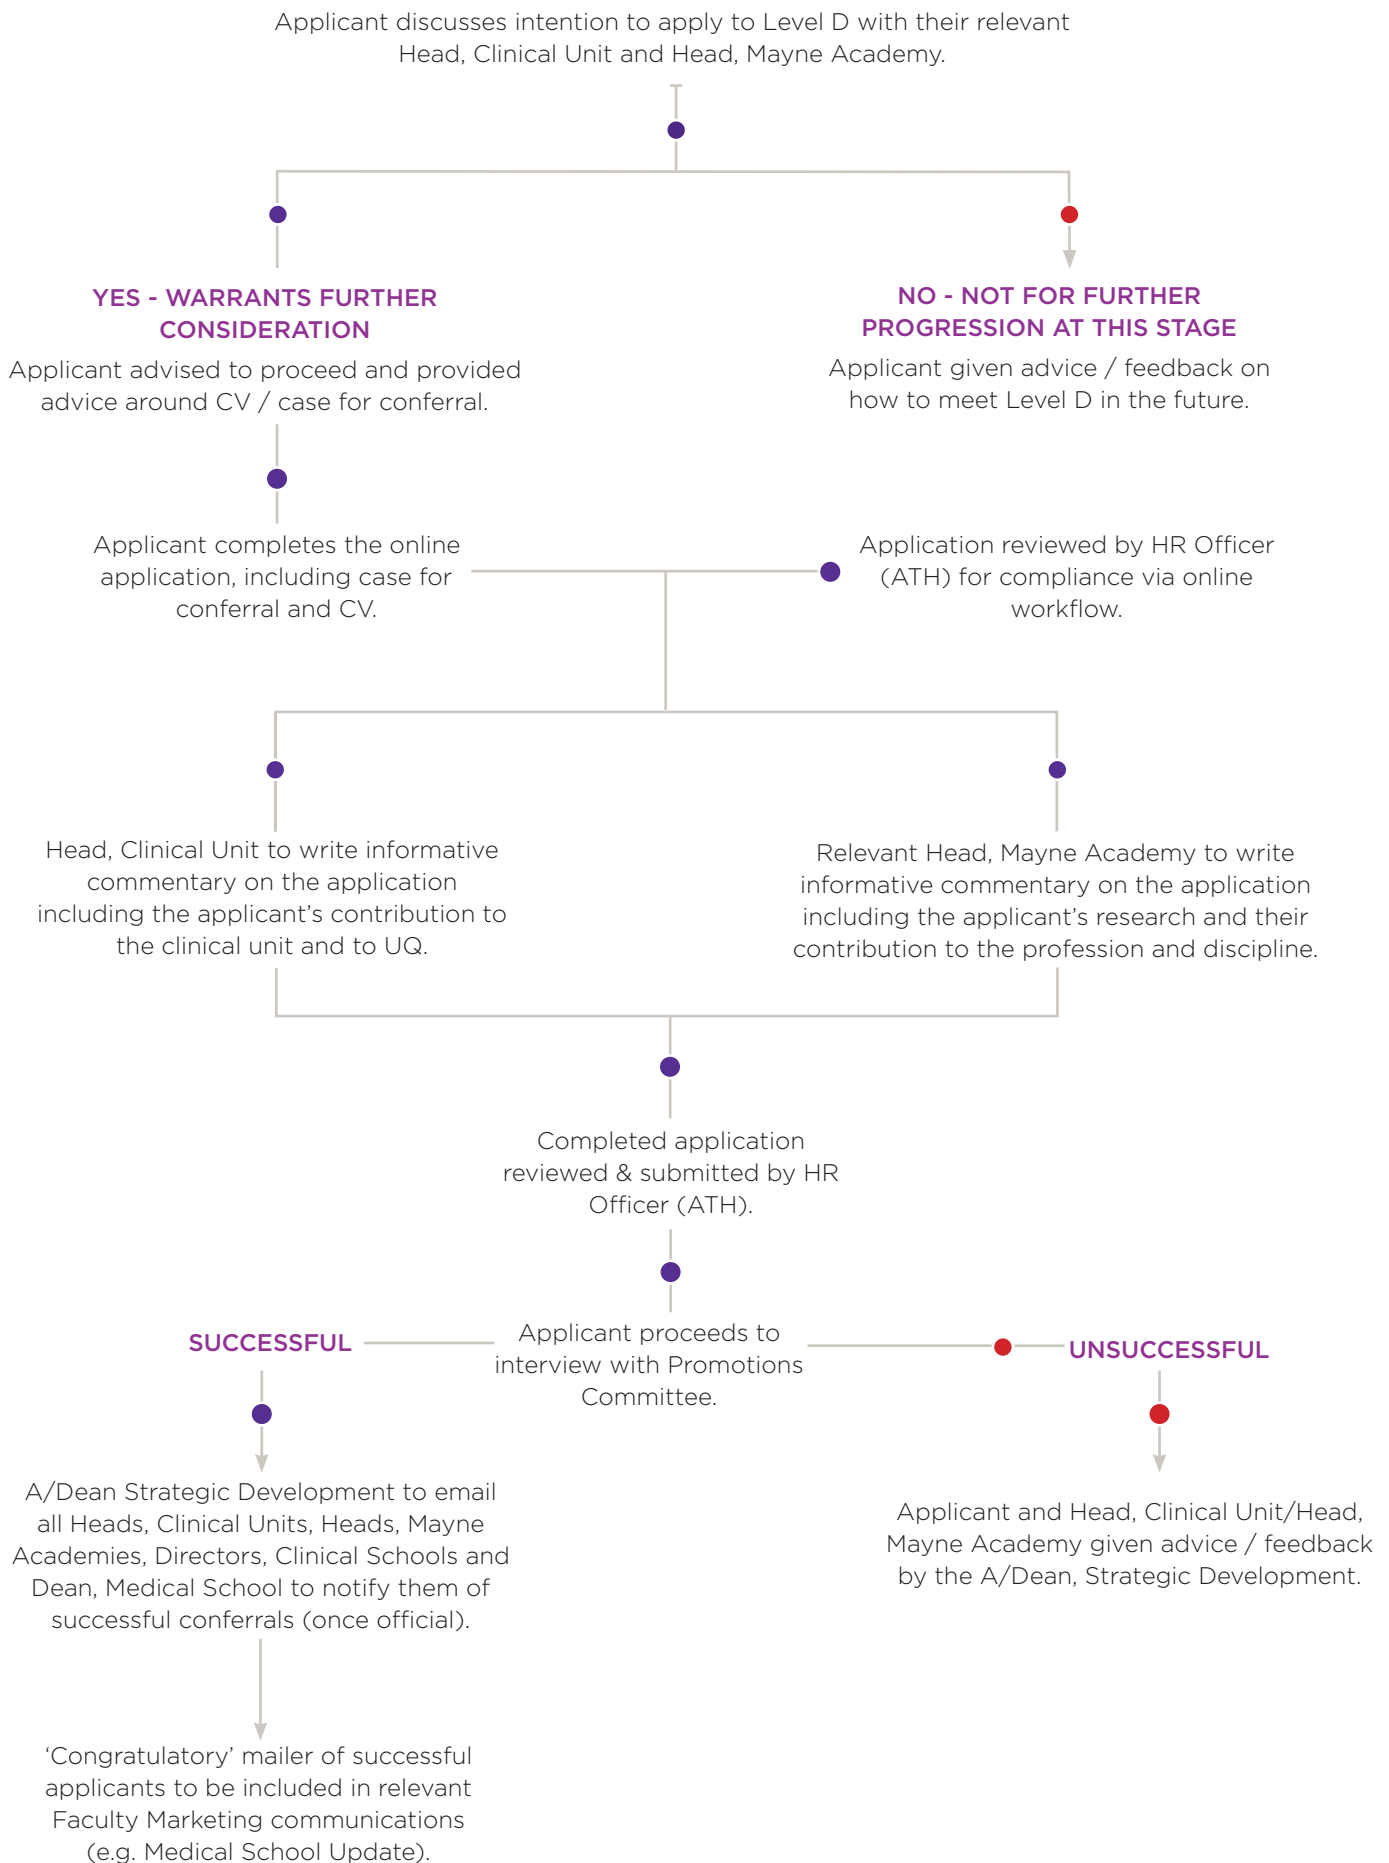 Applicant discusses intention to apply to Level D with their relevant
Head, Clinical Unit and Head, Mayne Academy.
YES - WARRANTS FURTHER
CONSIDERATION
Applicant advised to proceed and provided
advice around CV / case for conferral.
NO - NOT FOR FURTHER
PROGRESSION AT THIS STAGE
Applicant given advice / feedback on
how to meet Level D in the future.
Applicant completes the online
application, including case for
conferral and CV.
Application reviewed by HR Officer
(ATH) for compliance via online
workflow.
Head, Clinical Unit to write informative
commentary on the application
including the applicant’s contribution to
the clinical unit and to UQ.
Relevant Head, Mayne Academy to write
informative commentary on the application
including the applicant’s research and their
contribution to the profession and discipline.
Completed application
reviewed & submitted by HR
Officer (ATH).
SUCCESSFUL
Applicant proceeds to
interview with Promotions
Committee.
UNSUCCESSFUL
A/Dean Strategic Development to email
all Heads, Clinical Units, Heads, Mayne
Academies, Directors, Clinical Schools and
Dean, Medical School to notify them of
successful conferrals (once official).
Applicant and Head, Clinical Unit/Head,
Mayne Academy given advice / feedback
by the A/Dean, Strategic Development.
‘Congratulatory’ mailer of successful
applicants to be included in relevant
Faculty Marketing communications
(e.g. Medical School Update).